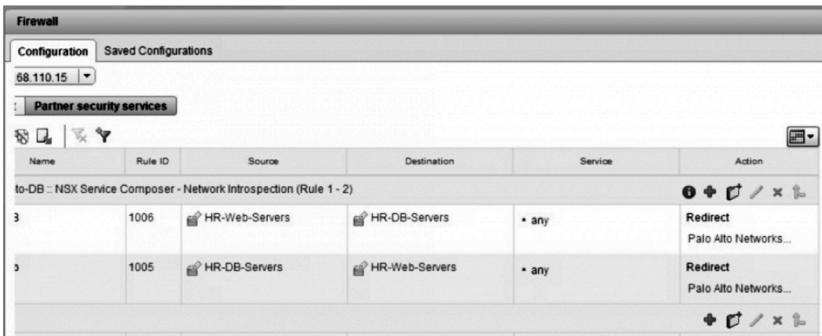 Firewall
Configuration Saved Configurations
68.110.15
Partner security services
Name Rule ID Source Destination Service Action
to-DB :: NSX Service Composer - Network Introspection (Rule 1 - 2)
1006 HR-Web-Servers HR-DB-Servers • any Redirect
Palo Alto Networks...
1005 HR-DB-Servers HR-Web-Servers • any Redirect
Palo Alto Networks...